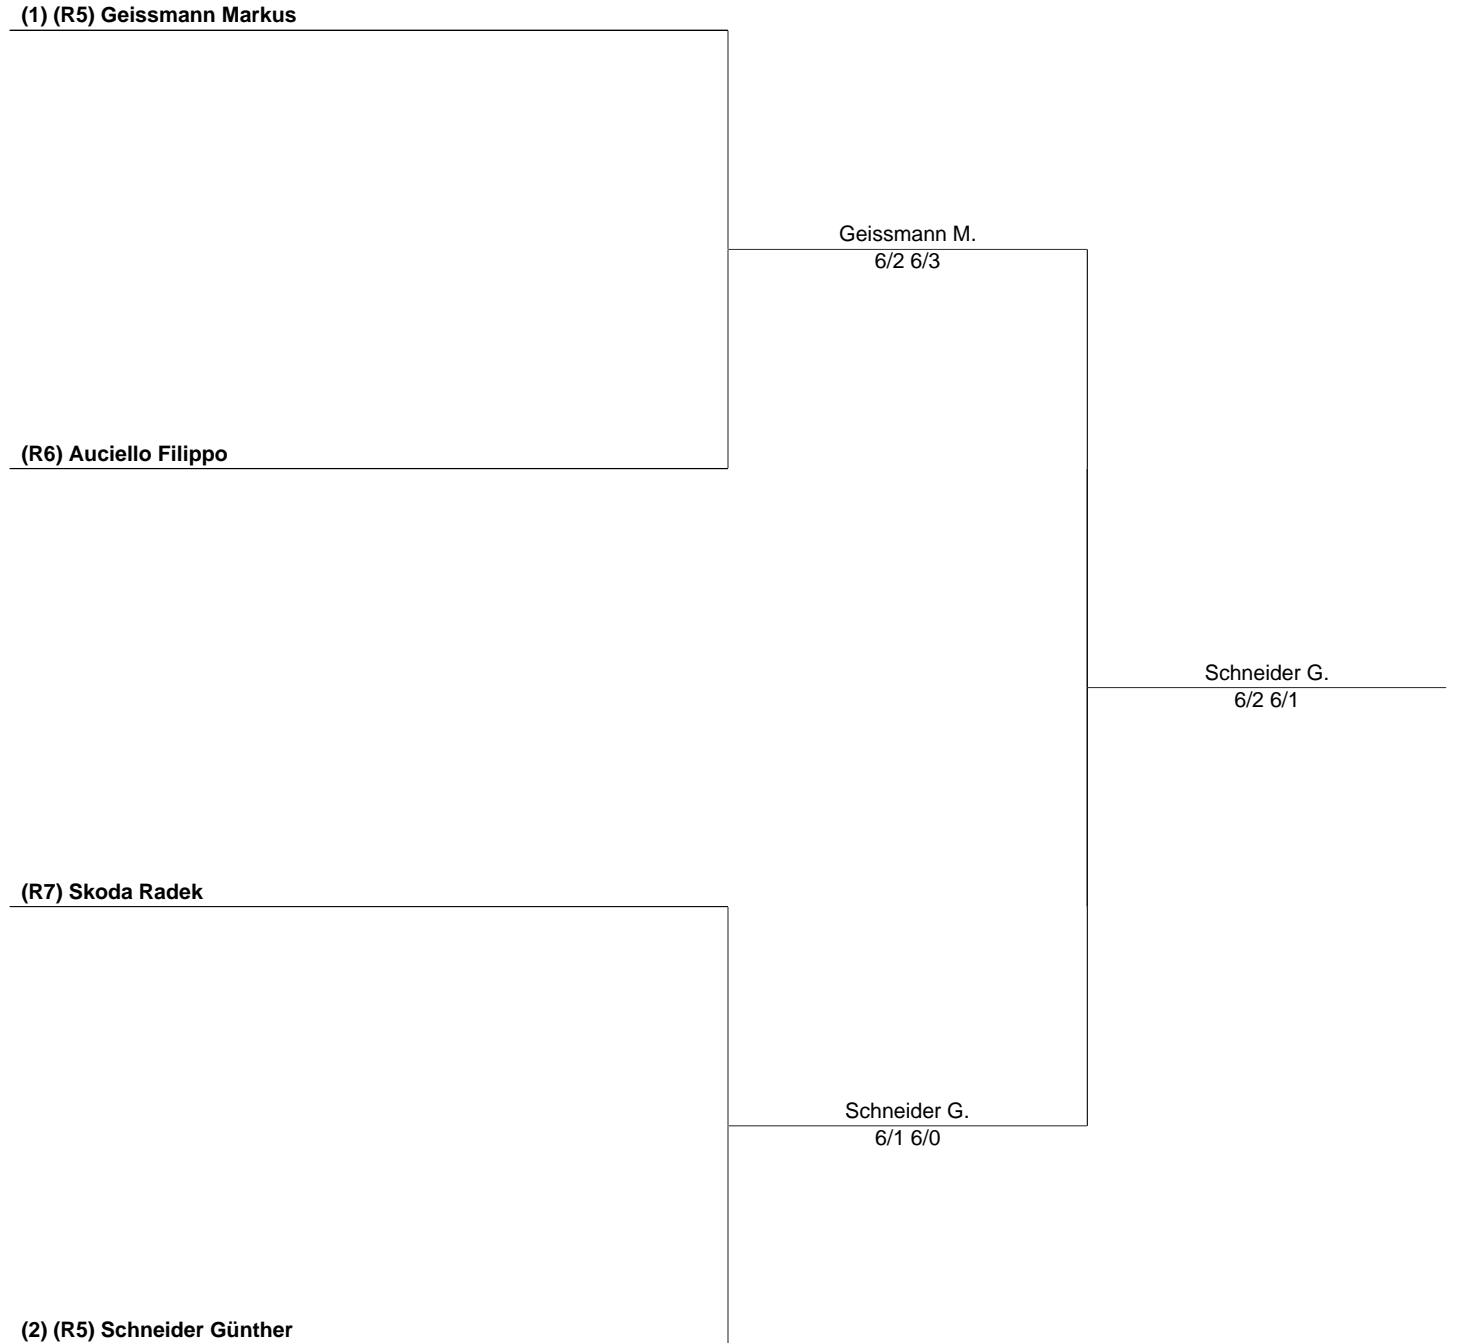 (1) (R5) Geissmann Markus
Geissmann M.
6/2 6/3
(R6) Auciello Filippo
Schneider G.
6/2 6/1
(R7) Skoda Radek
Schneider G.
6/1 6/0
(2) (R5) Schneider Günther